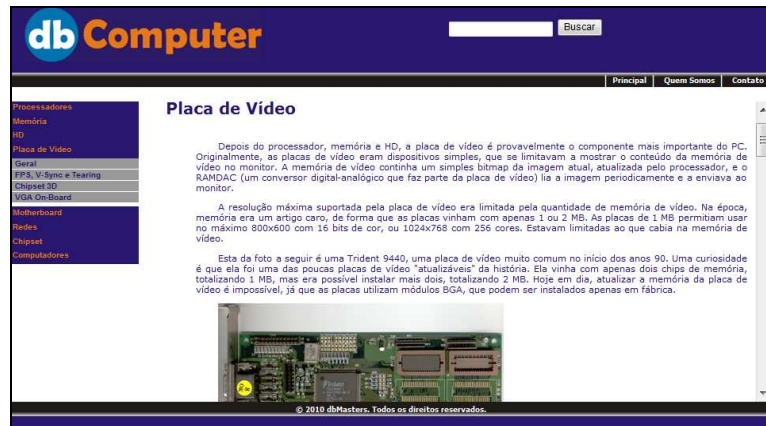 db Computer
Buscar
Principal | Quem Somos | Contato
Processadores
Memória
HD
Placa de Vídeo
Geral
FPS, V-Sync e Tearing
Chipset 3D
VGA On-Board
Motherboard
Redes
Chipset
Computadores
Placa de Vídeo
Depois do processador, memória e HD, a placa de vídeo é provavelmente o componente mais importante do PC.
Originalmente, as placas de vídeo eram dispositivos simples, que se limitavam a mostrar o conteúdo da memória de
vídeo no monitor. A memória de vídeo continha um simples bitmap da imagem atual, atualizada pelo processador, e o
RAMDAC (um conversor digital-analógico que faz parte da placa de vídeo) lia a imagem periodicamente e a enviava ao
monitor.
A resolução máxima suportada pela placa de vídeo era limitada pela quantidade de memória de vídeo. Na época,
memória era um artigo caro, de forma que as placas vinham com apenas 1 ou 2 MB. As placas de 1 MB permitiam usar
no máximo 800x600 com 16 bits de cor, ou 1024x768 com 256 cores. Estavam limitadas ao que cabia na memória de
vídeo.
Esta da foto a seguir é uma Trident 9440, uma placa de vídeo muito comum no início dos anos 90. Uma curiosidade
é que ela foi uma das poucas placas de vídeo "atualizáveis" da história. Ela vinha com apenas dois chips de memória,
totalizando 1 MB, mas era possível instalar mais dois, totalizando 2 MB. Hoje em dia, atualizar a memória da placa de
vídeo é impossível, já que as placas utilizam módulos BGA, que podem ser instalados apenas em fábrica.
Trident
© 2010 dbMasters. Todos os direitos reservados.